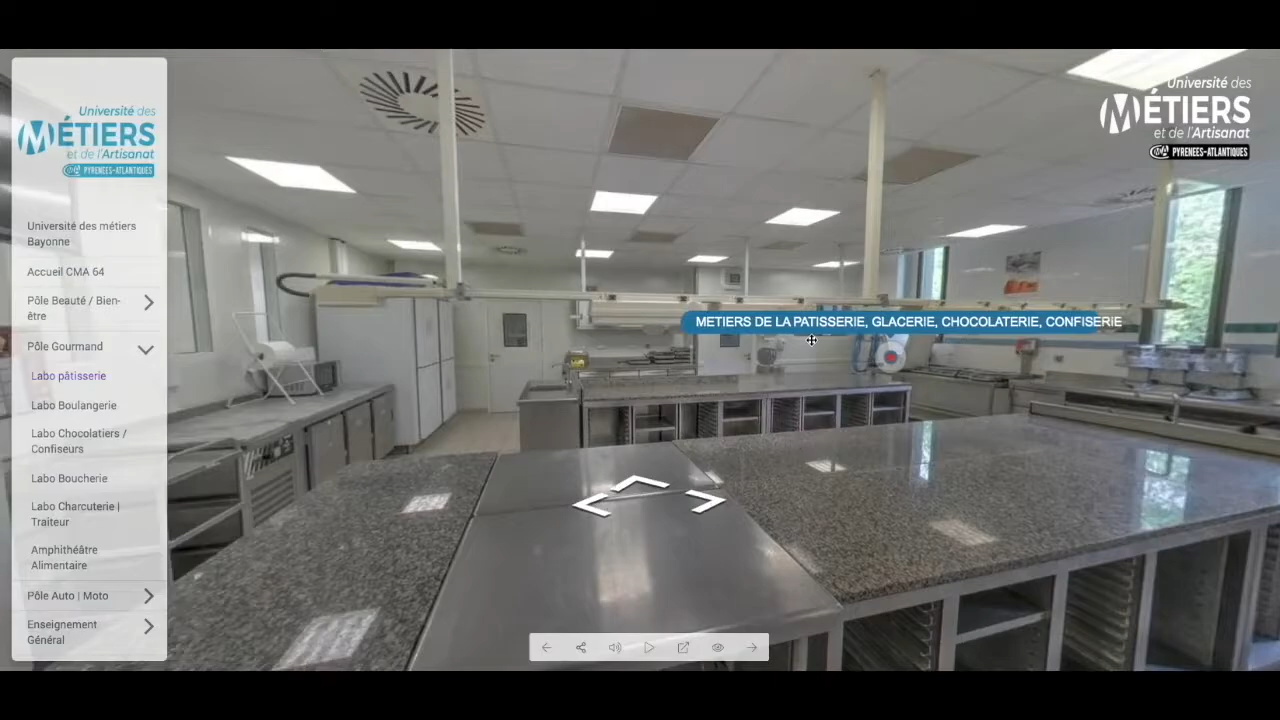 Université des
MÉTIERS
et de l'Artisanat
CMA PYRENEES-ATLANTIQUES
Université des métiers
Bayonne
Accueil CMA 64
Pôle Beauté / Bien-
être
Pôle Gourmand
Labo pâtisserie
Labo Boulangerie
Labo Chocolatiers /
Confiseurs
Labo Boucherie
Labo Charcuterie |
Traiteur
Amphithéâtre
Alimentaire
Pôle Auto | Moto
Enseignement
Général
METIERS DE LA PATISSERIE, GLACERIE, CHOCOLATERIE, CONFISERIE
Université des
MÉTIERS
et de l'Artisanat
CMA PYRENEES-ATLANTIQUES